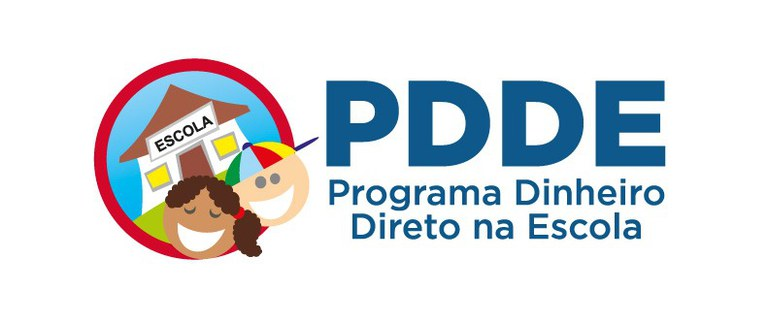 ESCOLA
PDDE
Programa Dinheiro
Direto na Escola